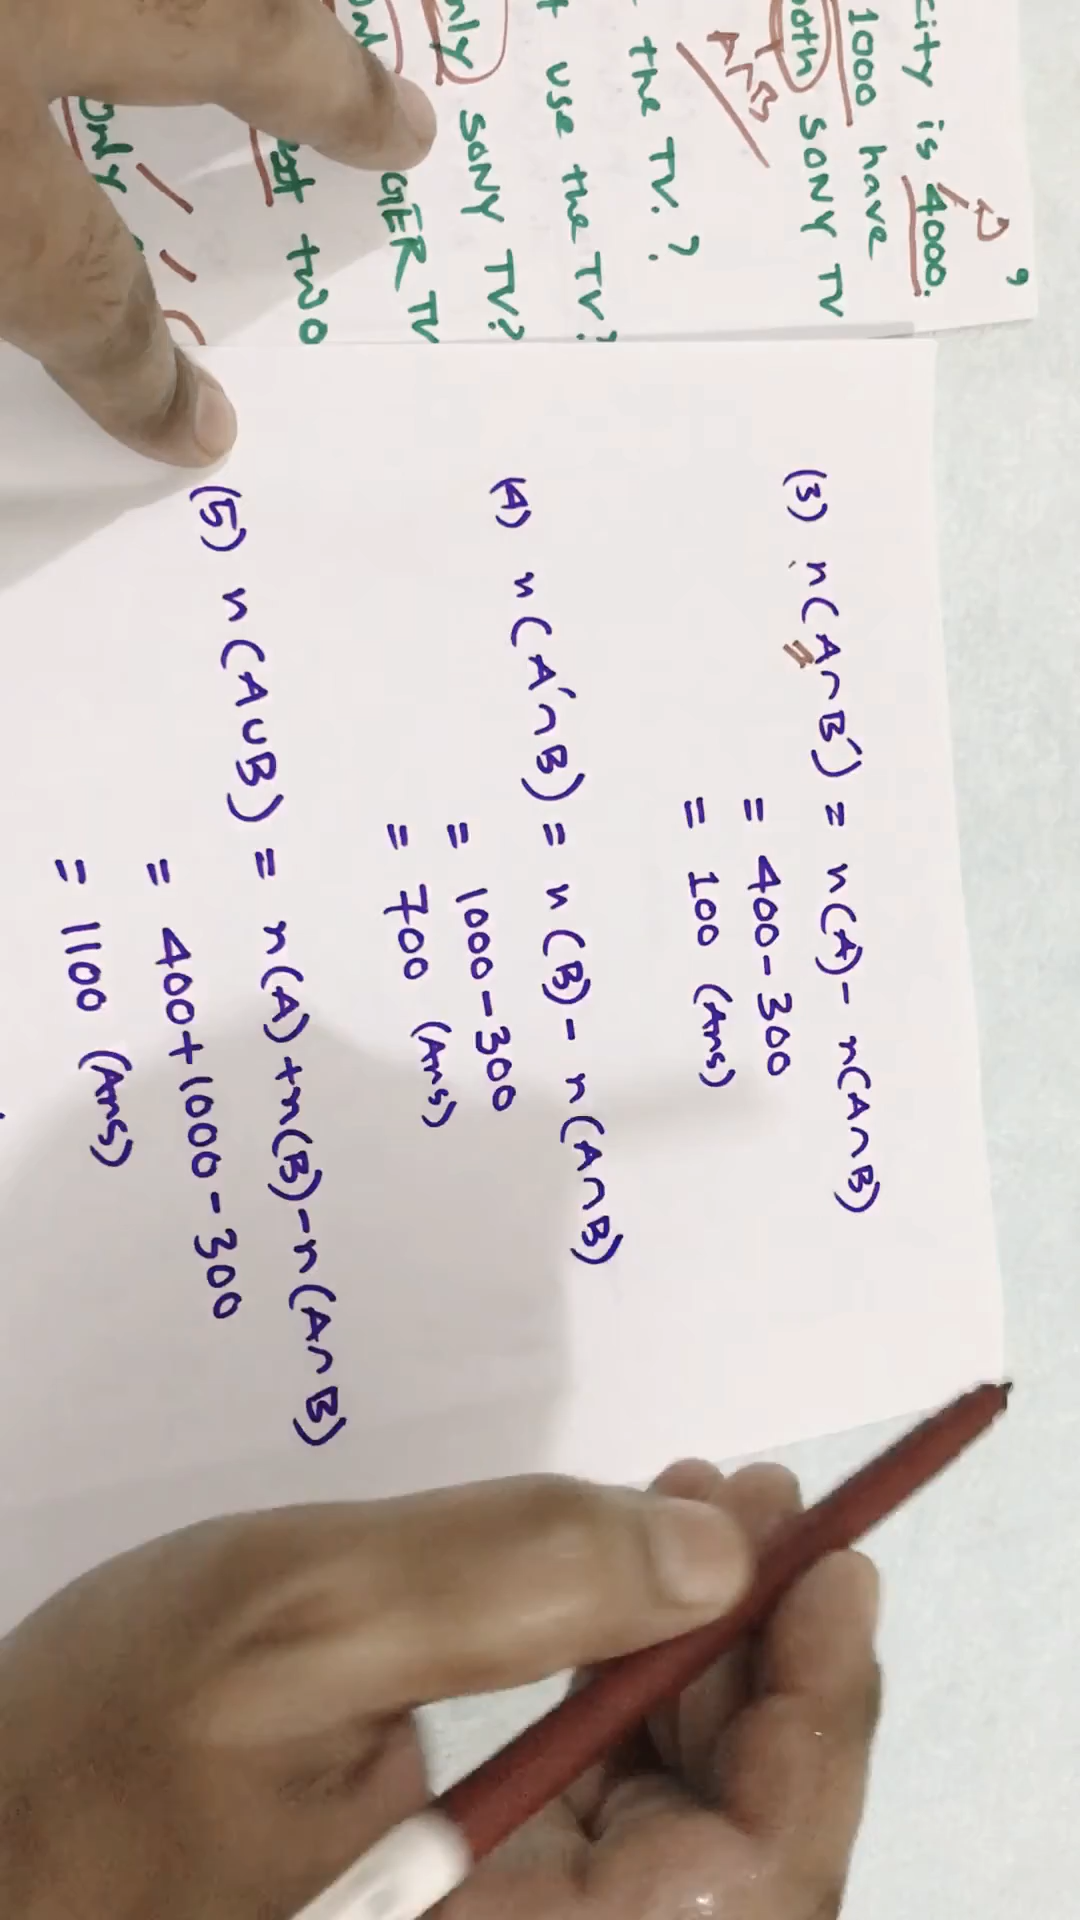 city is 4000.
1000 have
both SONY TV
A∩B
the TV.?
use the TV?
only SONY TV?
GER TV
two
ONLY
(3) n(A∩B′) = n(A) - n(A∩B)
= 400-300
= 100 (Ans)
(4) n(A′∩B) = n(B) - n(A∩B)
= 1000-300
= 700 (Ans)
(5) n(A∪B) = n(A)+n(B)-n(A∩B)
= 400+1000-300
= 1100 (Ans)